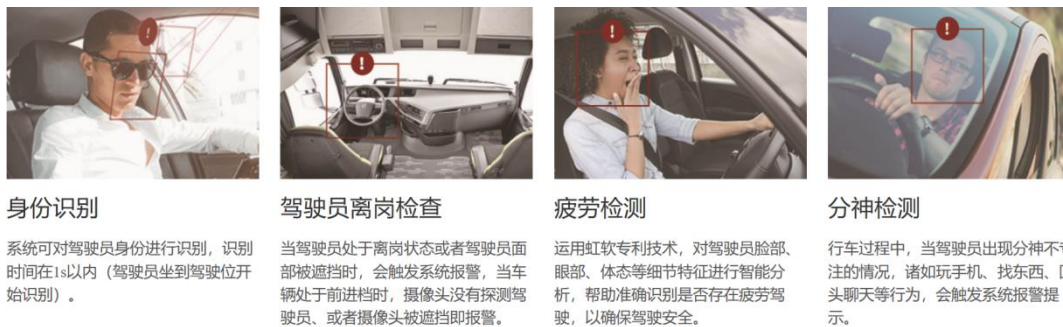 身份识别
系统可对驾驶员身份进行识别，识别
时间在1s以内（驾驶员坐到驾驶位开
始识别）。
驾驶员离岗检查
当驾驶员处于离岗状态或者驾驶员面
部被遮挡时，会触发系统报警，当车
辆处于前进档时，摄像头没有探测驾
驶员、或者摄像头被遮挡即报警。
疲劳检测
运用虹软专利技术，对驾驶员脸部、
眼部、体态等细节特征进行智能分
析，帮助准确识别是否存在疲劳驾
驶，以确保驾驶安全。
分神检测
行车过程中，当驾驶员出现分神不
注的情况，诸如玩手机、找东西、
头聊天等行为，会触发系统报警提
示。